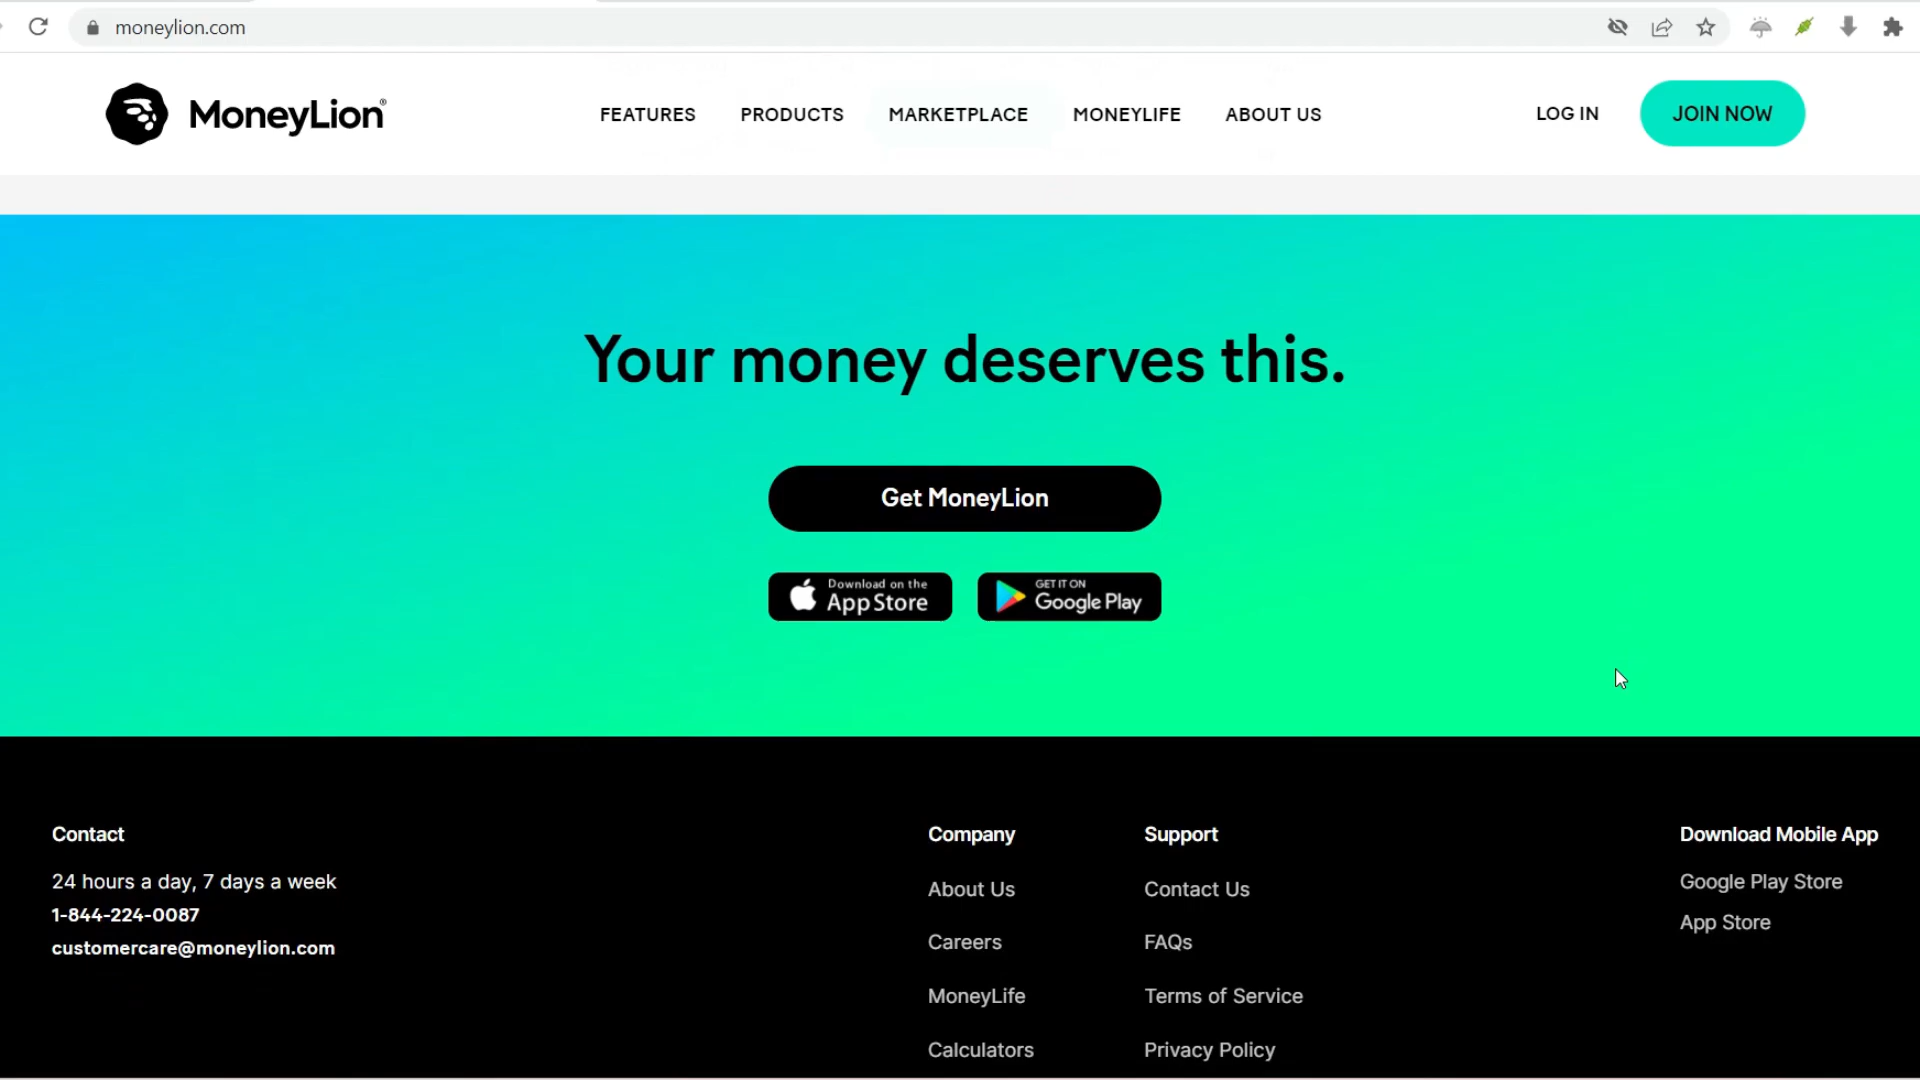 moneylion.com
MoneyLion®
FEATURES
PRODUCTS
MARKETPLACE
MONEYLIFE
ABOUT US
LOG IN
JOIN NOW
Your money deserves this.
Get MoneyLion
Download on the
App Store
GET IT ON
Google Play
Contact
24 hours a day, 7 days a week
1-844-224-0087
customercare@moneylion.com
Company
About Us
Careers
MoneyLife
Calculators
Support
Contact Us
FAQs
Terms of Service
Privacy Policy
Download Mobile App
Google Play Store
App Store